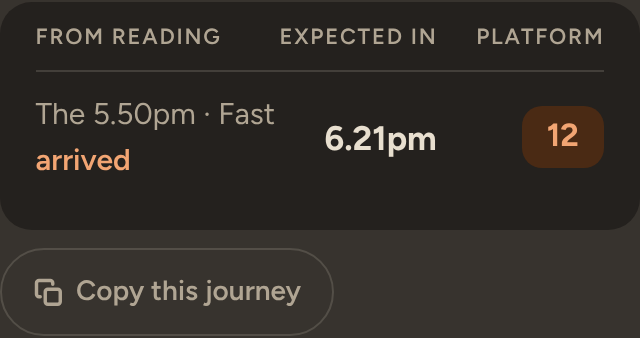 FROM READING EXPECTED IN PLATFORM
The 5.50pm · Fast
arrived
6.21pm
12
Copy this journey